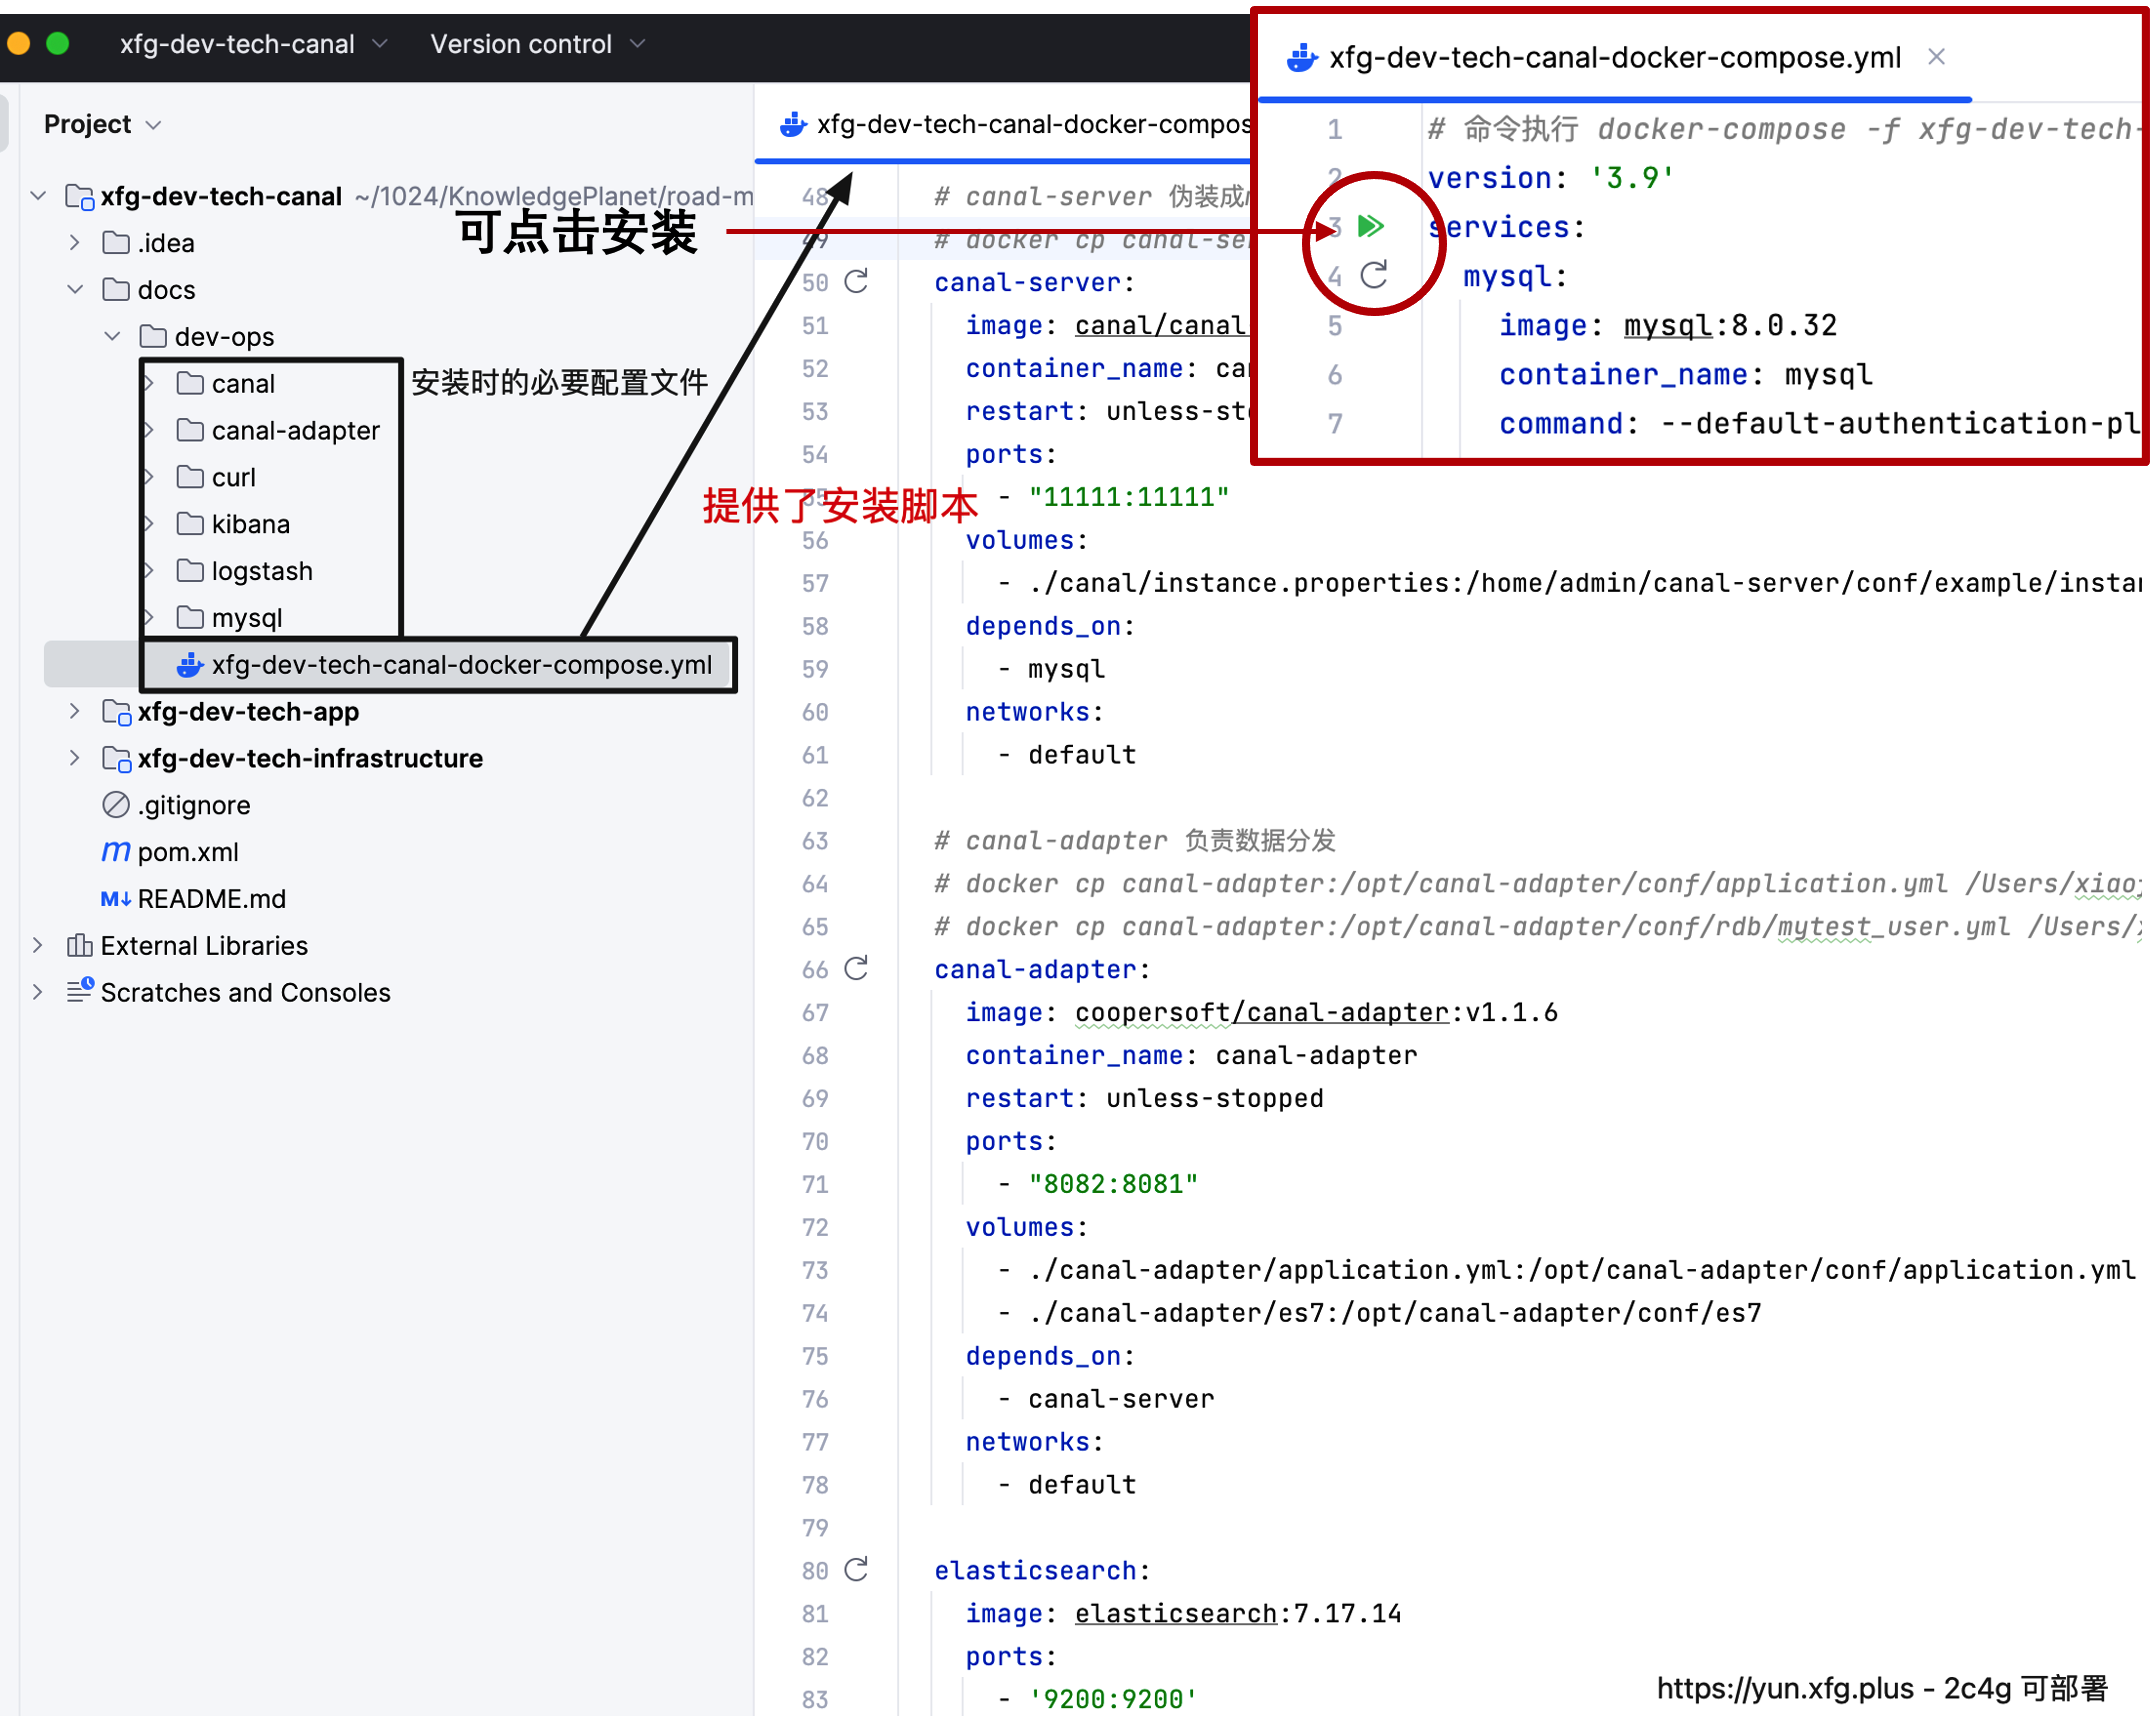 xfg-dev-tech-canal
Version control
Project
xfg-dev-tech-canal ~/1024/KnowledgePlanet/road-m
.idea
docs
dev-ops
canal
canal-adapter
curl
kibana
logstash
mysql
xfg-dev-tech-canal-docker-compose.yml
xfg-dev-tech-app
xfg-dev-tech-infrastructure
.gitignore
pom.xml
README.md
External Libraries
Scratches and Consoles
可点击安装
安装时的必要配置文件
提供了安装脚本
xfg-dev-tech-canal-docker-compos
48 # canal-server 伪装成
49 # docker cp canal-se
50 canal-server:
51 image: canal/canal
52 container_name: ca
53 restart: unless-sto
54 ports:
55 - "11111:11111"
56 volumes:
57 - ./canal/instance.properties:/home/admin/canal-server/conf/example/instan
58 depends_on:
59 - mysql
60 networks:
61 - default
62
63 # canal-adapter 负责数据分发
64 # docker cp canal-adapter:/opt/canal-adapter/conf/application.yml /Users/xiaof
65 # docker cp canal-adapter:/opt/canal-adapter/conf/rdb/mytest_user.yml /Users/x
66 canal-adapter:
67 image: coopersoft/canal-adapter:v1.1.6
68 container_name: canal-adapter
69 restart: unless-stopped
70 ports:
71 - "8082:8081"
72 volumes:
73 - ./canal-adapter/application.yml:/opt/canal-adapter/conf/application.yml
74 - ./canal-adapter/es7:/opt/canal-adapter/conf/es7
75 depends_on:
76 - canal-server
77 networks:
78 - default
79
80 elasticsearch:
81 image: elasticsearch:7.17.14
82 ports:
83 - '9200:9200'
xfg-dev-tech-canal-docker-compose.yml
1 # 命令执行 docker-compose -f xfg-dev-tech-
2 version: '3.9'
3 services:
4 mysql:
5 image: mysql:8.0.32
6 container_name: mysql
7 command: --default-authentication-pl
https://yun.xfg.plus - 2c4g 可部署